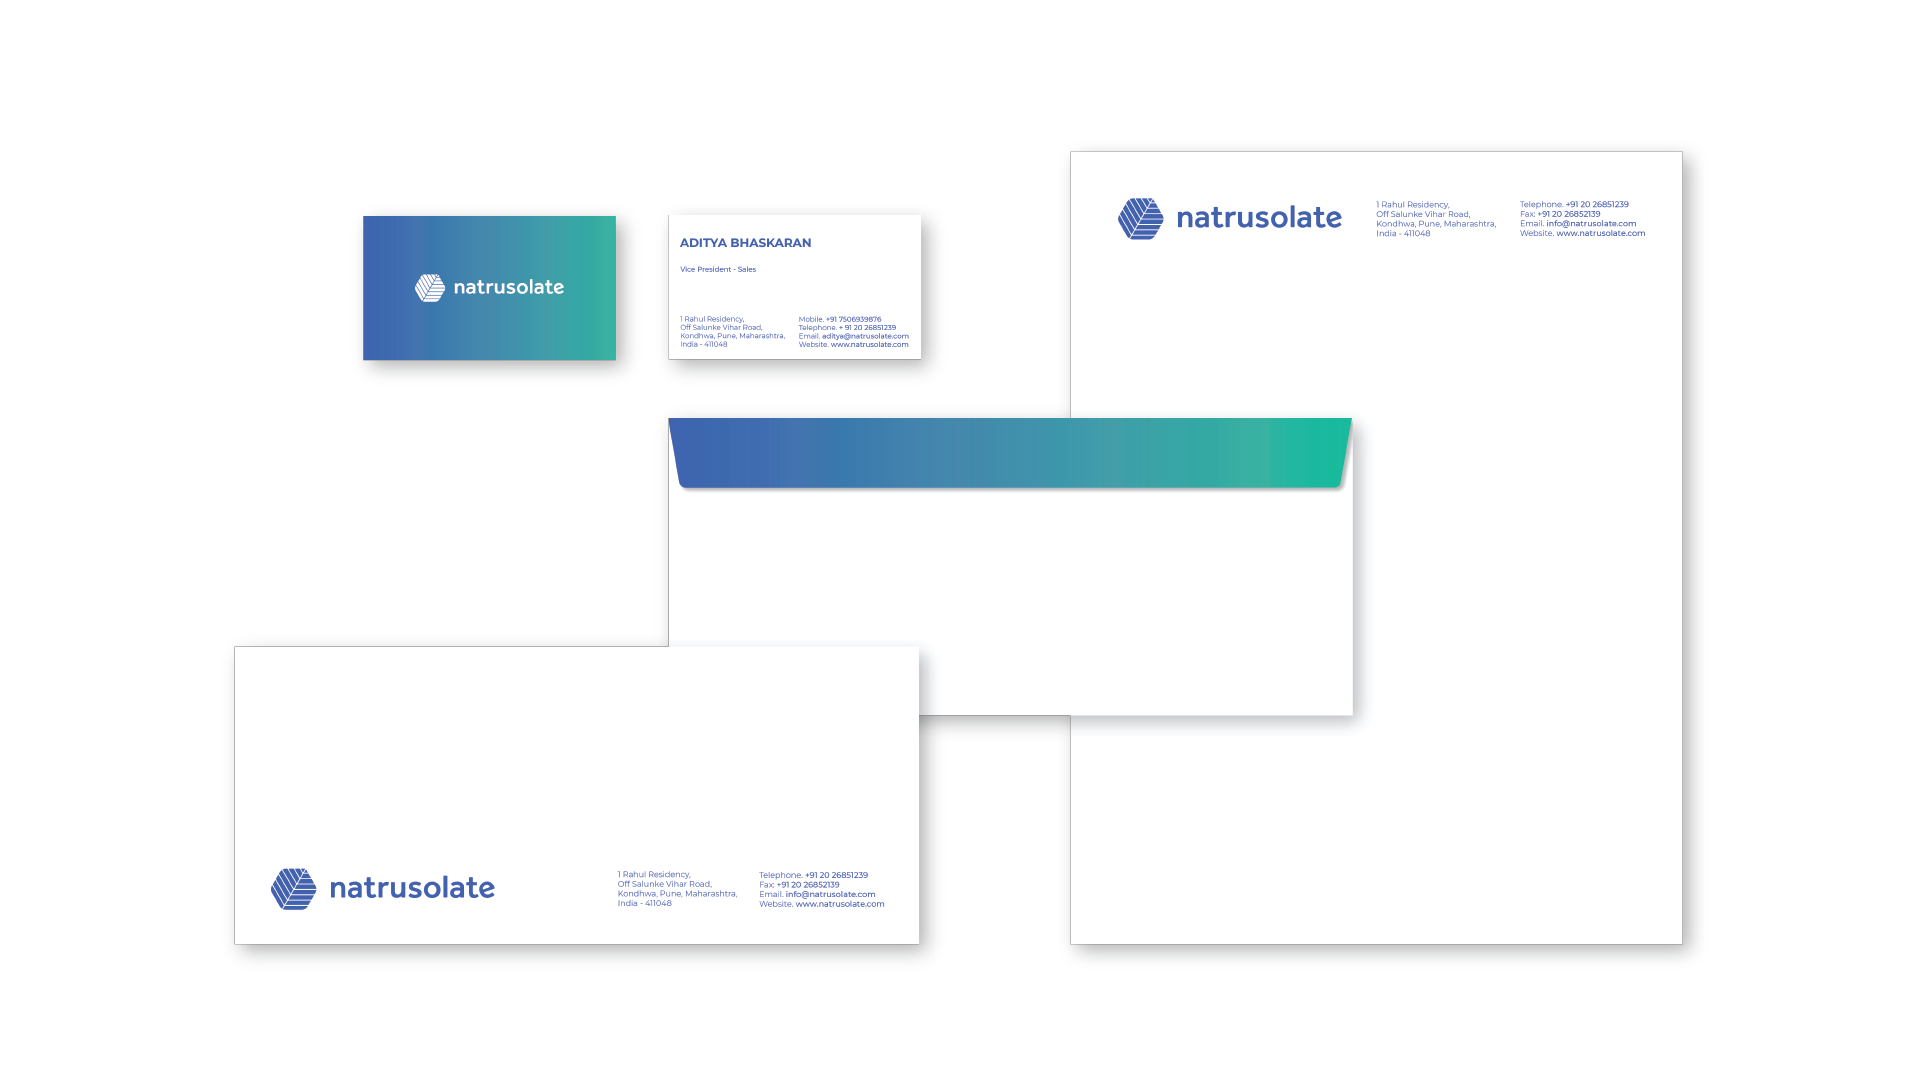 natrusolate
ADITYA BHASKARAN
Vice President - Sales
1 Rahul Residency,
Off Salunke Vihar Road,
Kondhwa, Pune, Maharashtra,
India - 411048
Mobile. +91 7506939876
Telephone. + 91 20 26851239
Email. aditya@natrusolate.com
Website. www.natrusolate.com
natrusolate
1 Rahul Residency,
Off Salunke Vihar Road,
Kondhwa, Pune, Maharashtra,
India - 411048
Telephone. +91 20 26851239
Fax: +91 20 26852139
Email. info@natrusolate.com
Website. www.natrusolate.com
natrusolate
1 Rahul Residency,
Off Salunke Vihar Road,
Kondhwa, Pune, Maharashtra,
India - 411048
Telephone. +91 20 26851239
Fax: +91 20 26852139
Email. info@natrusolate.com
Website. www.natrusolate.com